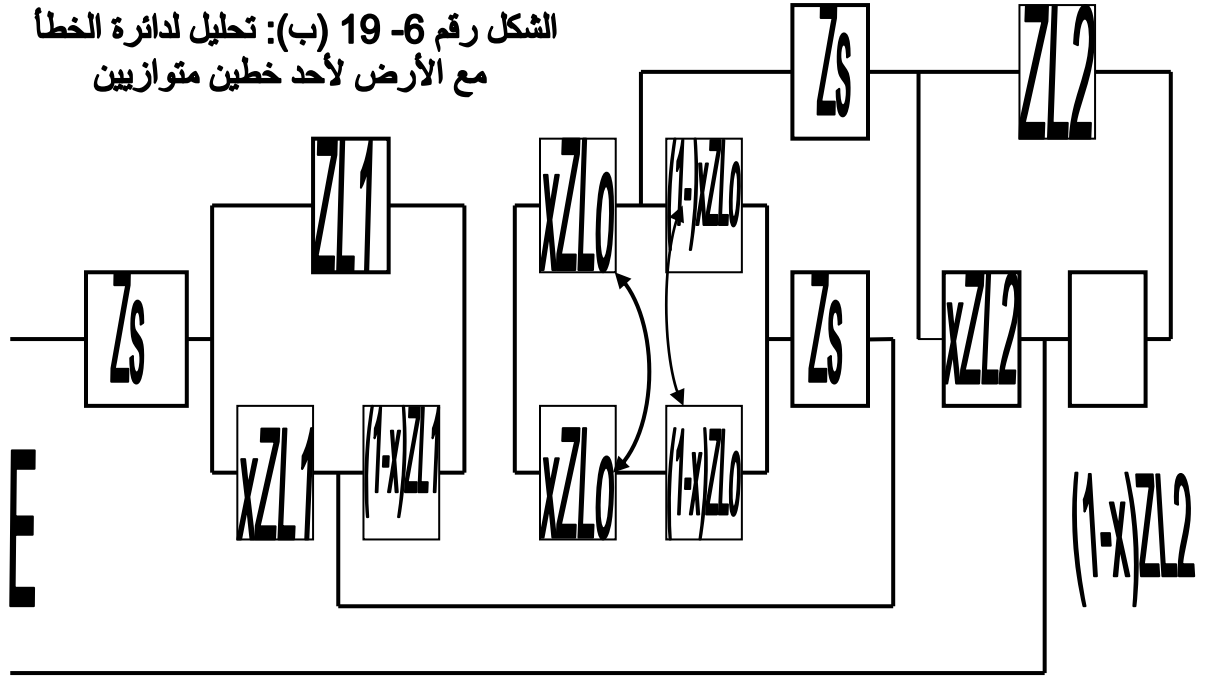 الشكل رقم 6- 19 (ب): تحليل لدائرة الخطأ
مع الأرض لأحد خطين متوازيين
Zs
ZL2
ZL1
xZLo
(1-)xZLo
Zs
Zs
xZL2
xZL1
(1-x)ZL1
xZLo
(1-x)ZLo
E
(1-x)ZL2